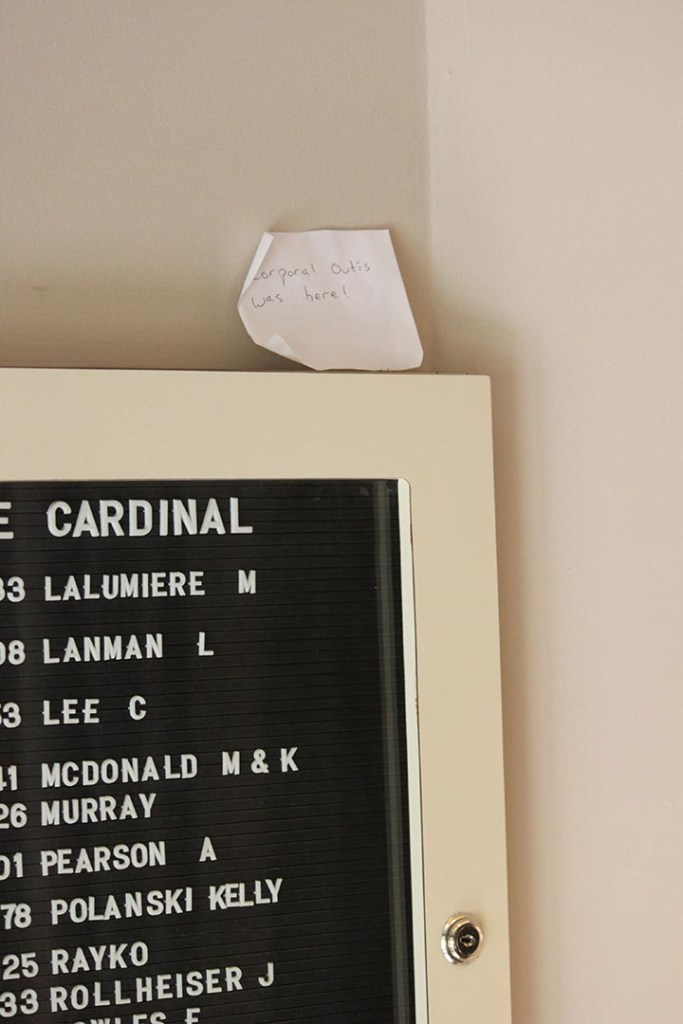 Corporal Outis
was here!
E CARDINAL
33 LALUMIERE M
08 LANMAN L
53 LEE C
41 MCDONALD M & K
26 MURRAY
01 PEARSON A
78 POLANSKI KELLY
25 RAYKO
33 ROLLHEISER J